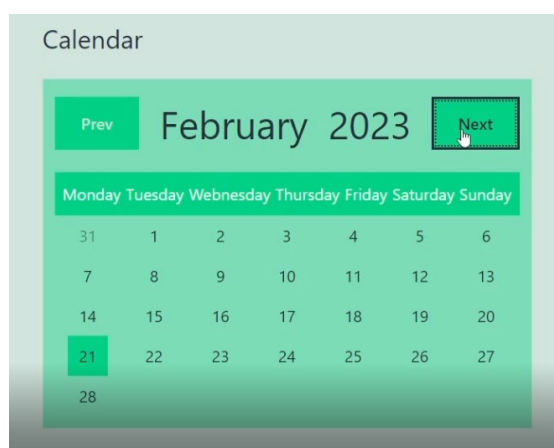 Calendar
Prev February 2023 Next
Monday Tuesday Wednesday Thursday Friday Saturday Sunday
31 1 2 3 4 5 6
7 8 9 10 11 12 13
14 15 16 17 18 19 20
21 22 23 24 25 26 27
28